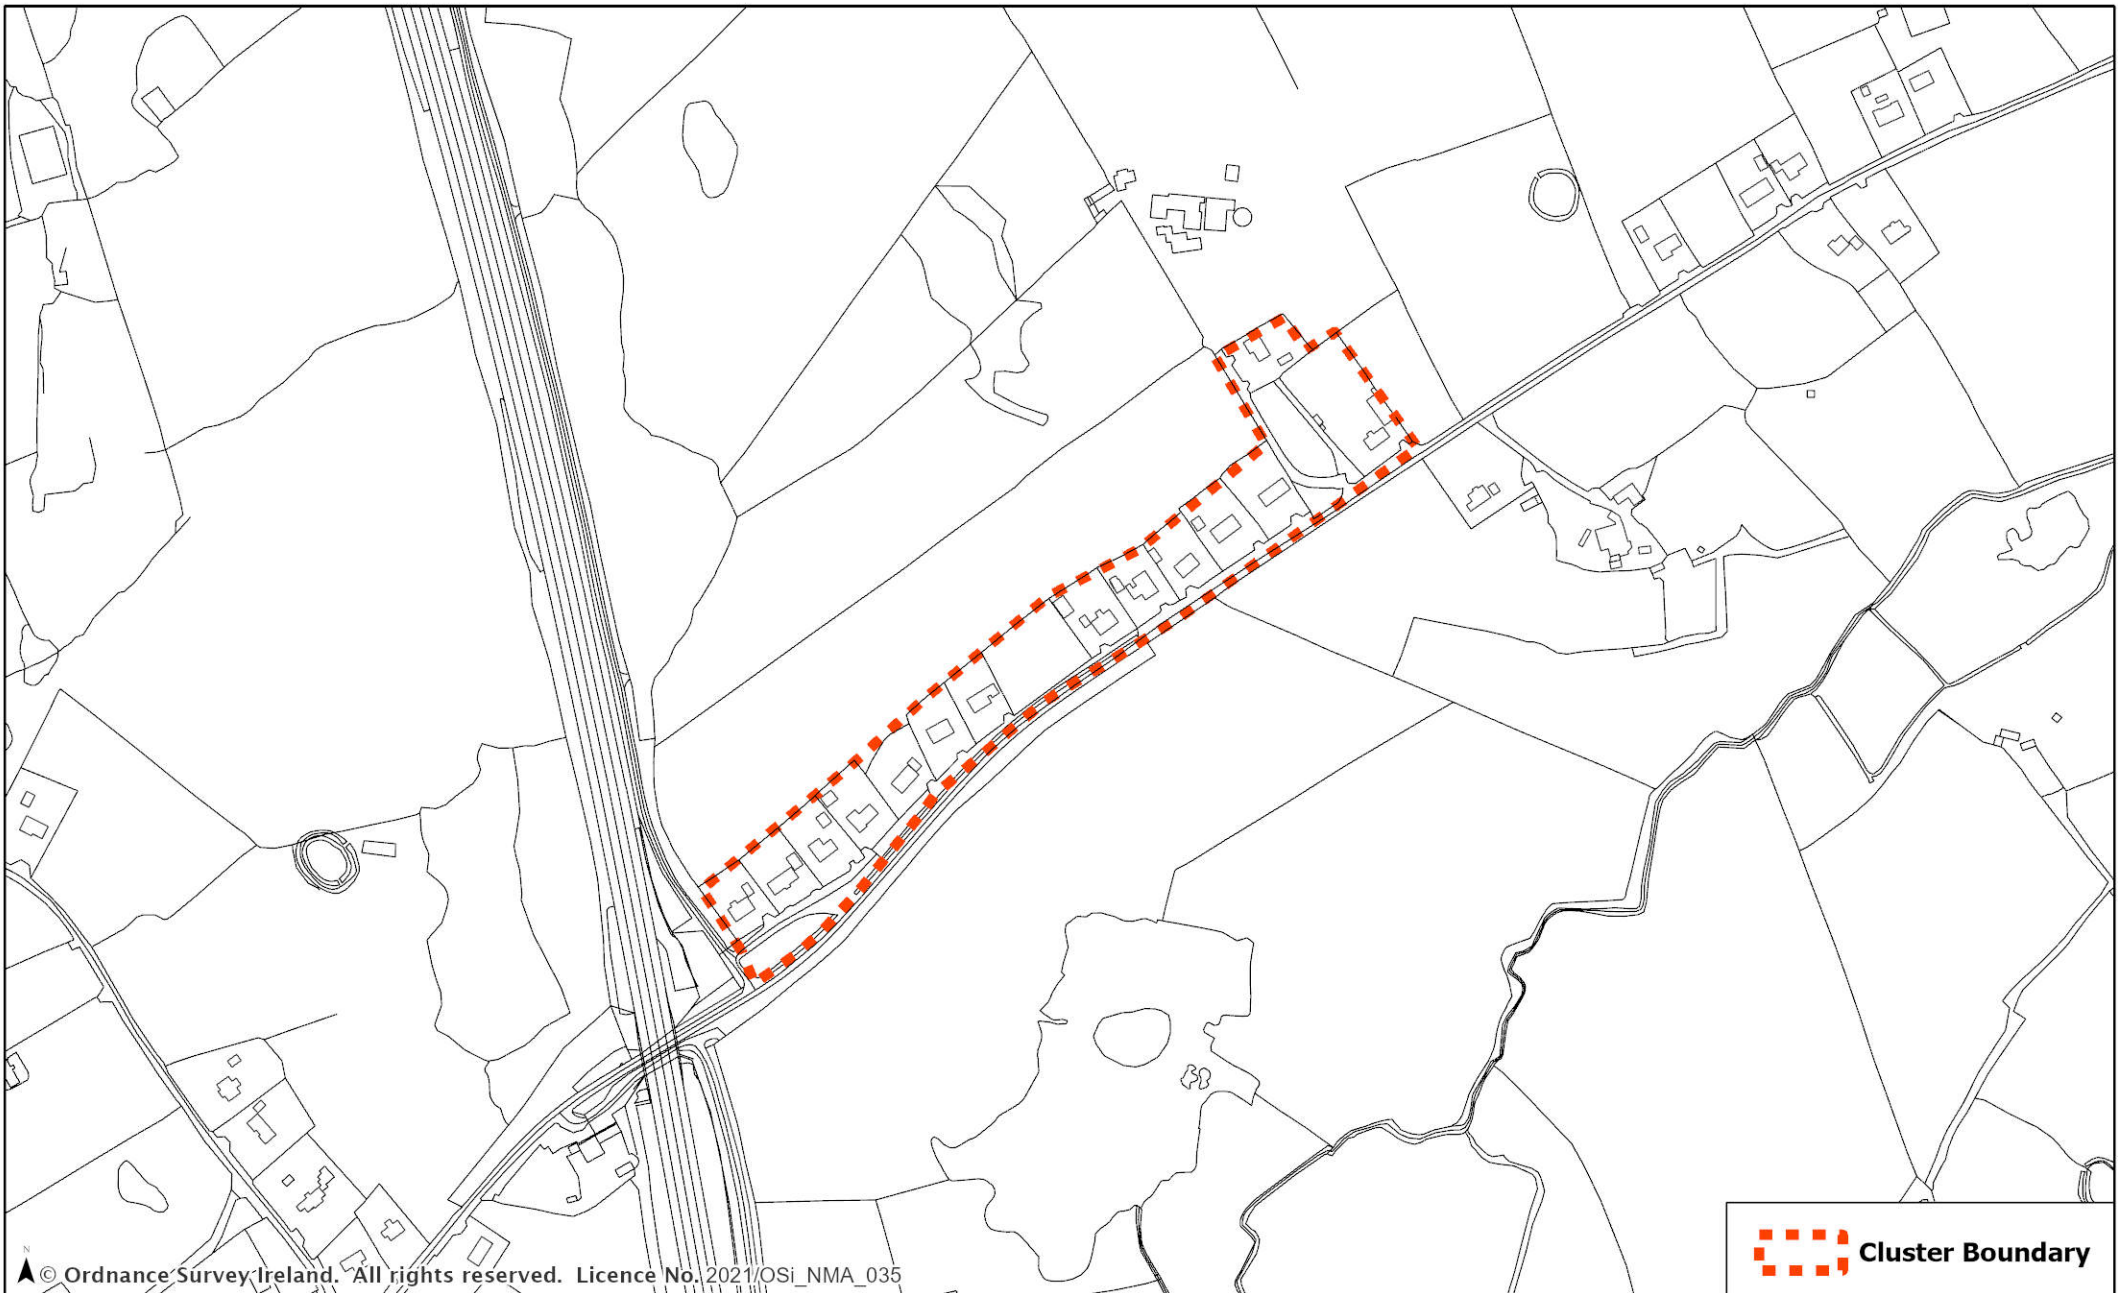 N
© Ordnance Survey Ireland. All rights reserved. Licence No. 2021/OSi_NMA_035
Cluster Boundary